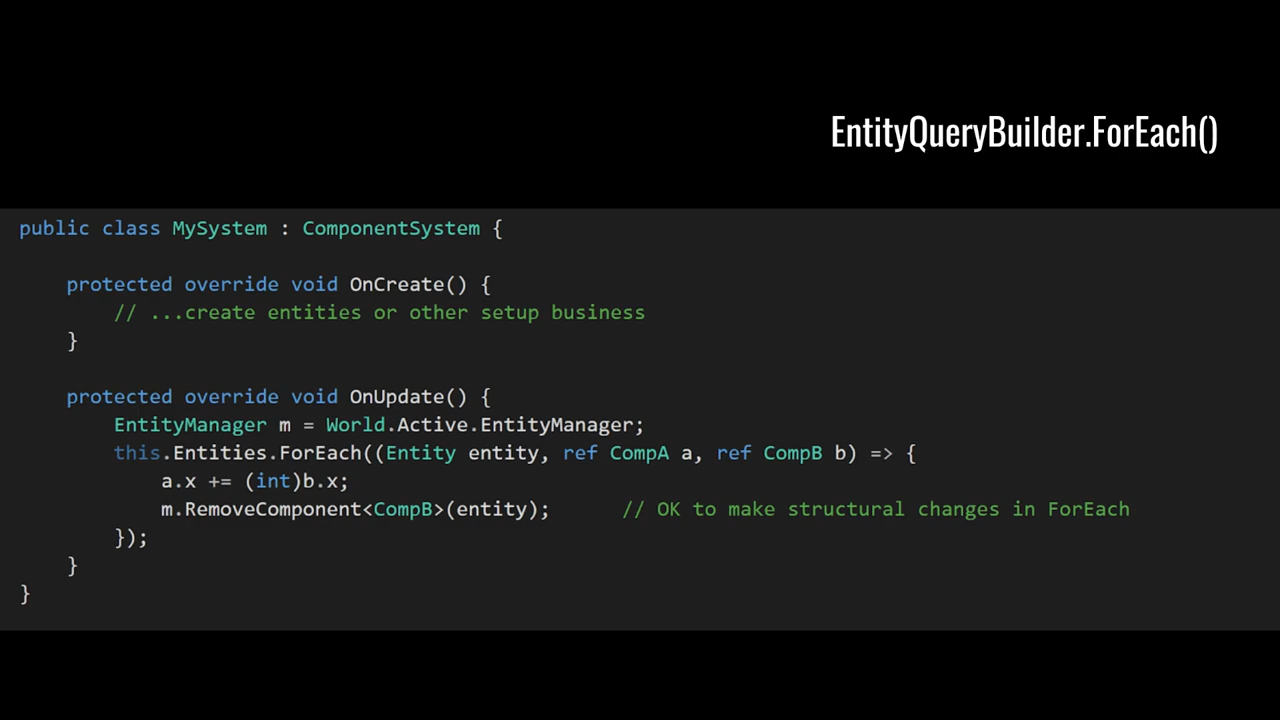 EntityQueryBuilder.ForEach()
public class MySystem : ComponentSystem {
protected override void OnCreate() {
// ...create entities or other setup business
}
protected override void OnUpdate() {
EntityManager m = World.Active.EntityManager;
this.Entities.ForEach((Entity entity, ref CompA a, ref CompB b) => {
a.x += (int)b.x;
m.RemoveComponent<CompB>(entity); // OK to make structural changes in ForEach
});
}
}